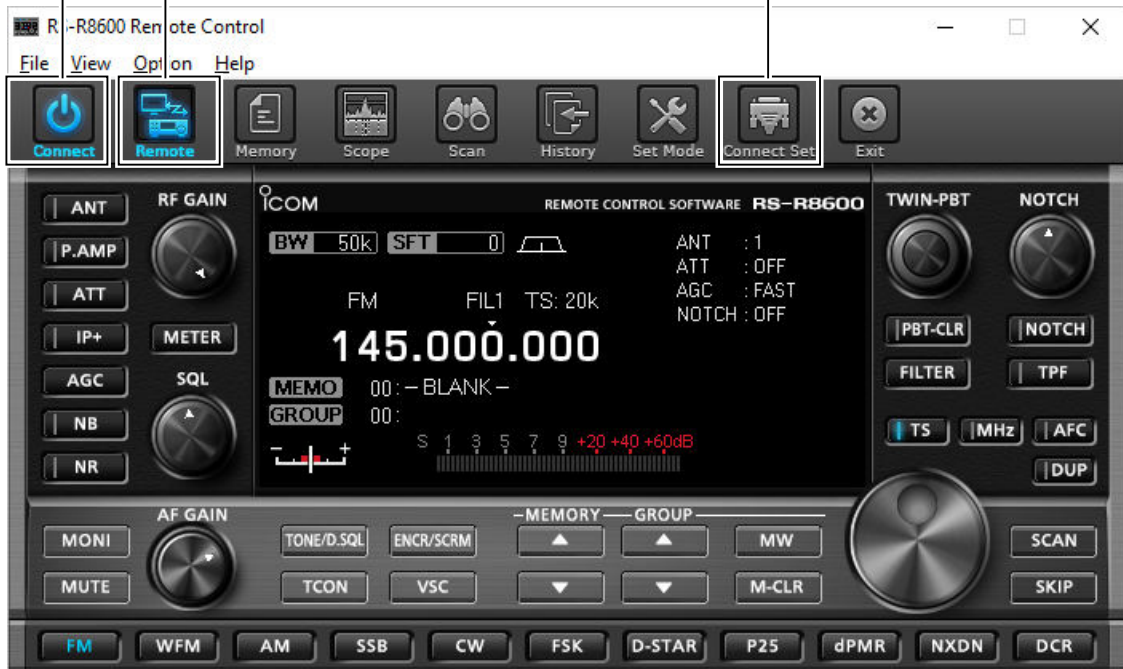 RS-R8600 Remote Control
File View Option Help
Connect Remote Memory Scope Scan History Set Mode Connect Set Exit
ANT RF GAIN ICOM REMOTE CONTROL SOFTWARE RS-R8600 TWIN-PBT NOTCH
BW 50k SFT 0 ANT : 1
P.AMP ATT : OFF
ATT FM FIL1 TS: 20k AGC : FAST
NOTCH : OFF
IP+ METER 145.000.000 PBT-CLR NOTCH
AGC SQL MEMO 00:– BLANK – FILTER TPF
NB GROUP 00:
S 1 3 5 7 9 +20 +40 +60dB TS MHz AFC
NR - + DUP
AF GAIN –MEMORY— —GROUP—
MONI TONE/D.SQL ENCR/SCRM MW SCAN
MUTE TCON VSC M-CLR SKIP
FM WFM AM SSB CW FSK D-STAR P25 dPMR NXDN DCR